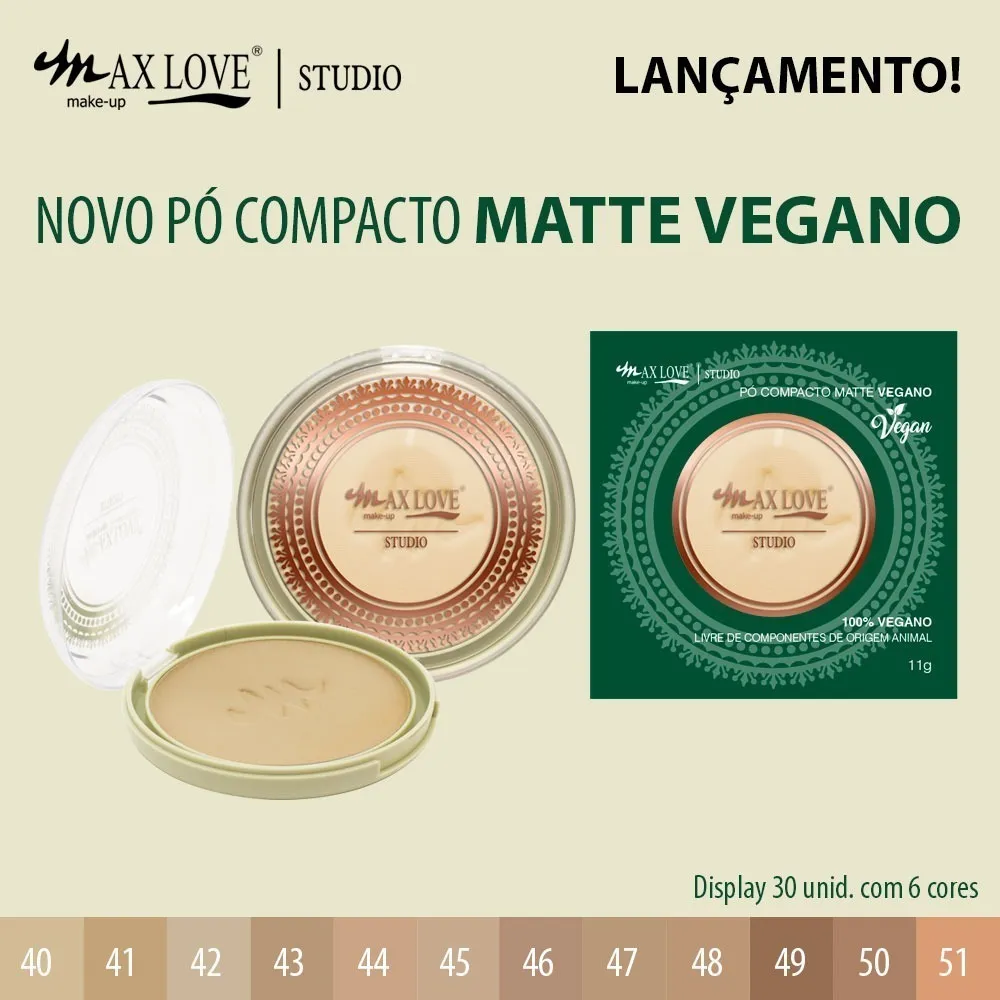 MAX LOVE® | STUDIO
make-up
LANÇAMENTO!
NOVO PÓ COMPACTO MATTE VEGANO
MAX LOVE®
make-up
STUDIO
MAX LOVE | STUDIO
make-up
PÓ COMPACTO MATTE VEGANO
Vegan
MAX LOVE®
make-up
STUDIO
100% VEGANO
LIVRE DE COMPONENTES DE ORIGEM ANIMAL
11g
Display 30 unid. com 6 cores
40 41 42 43 44 45 46 47 48 49 50 51